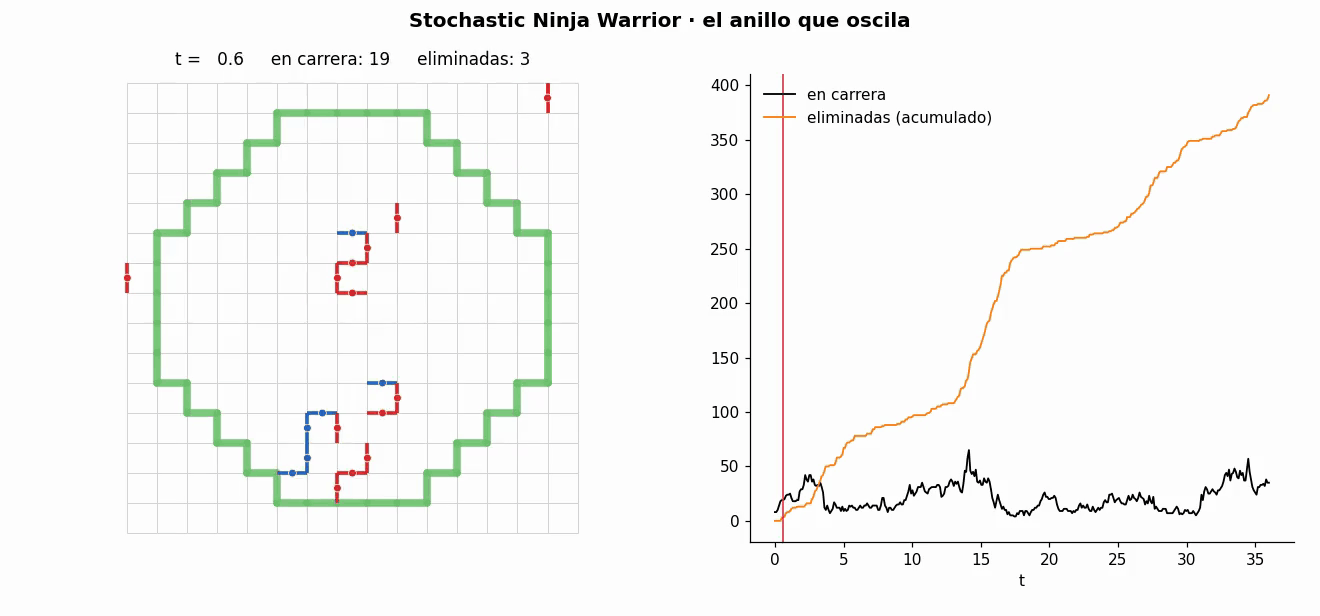 Stochastic Ninja Warrior · el anillo que oscila
t = 0.6 en carrera: 19 eliminadas: 3
en carrera
eliminadas (acumulado)
400
350
300
250
200
150
100
50
0
0 5 10 15 20 25 30 35
t